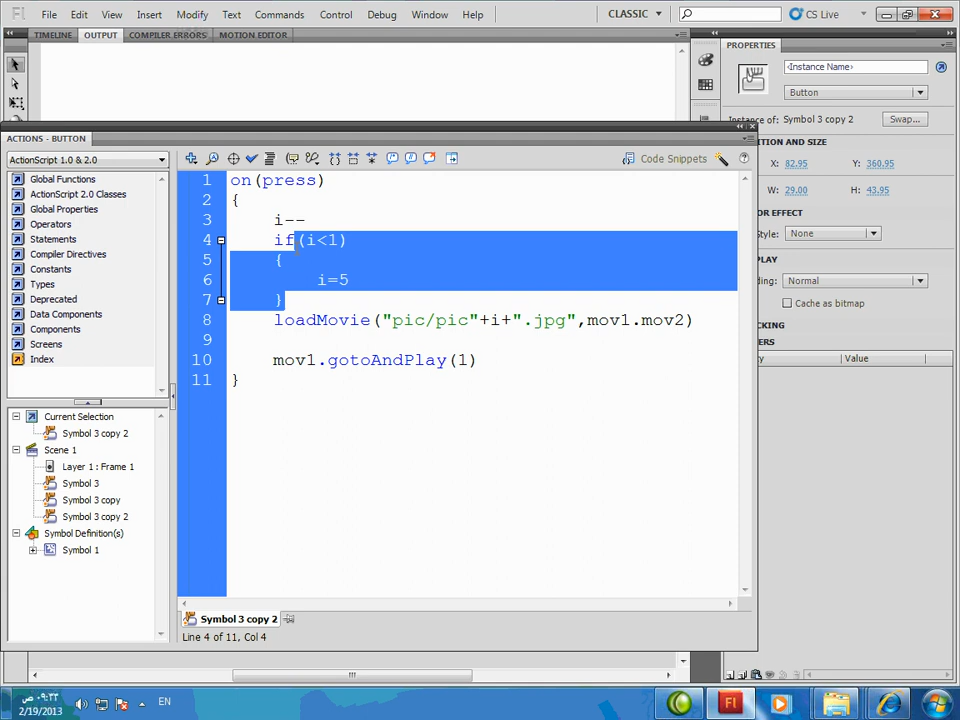 Fl File Edit View Insert Modify Text Commands Control Debug Window Help CLASSIC CS Live
TIMELINE OUTPUT COMPILER ERRORS MOTION EDITOR
PROPERTIES
<Instance Name>
Button
Instance of: Symbol 3 copy 2 Swap...
POSITION AND SIZE
X: 82.95 Y: 360.95
W: 29.00 H: 43.95
Style: None
Normal
Cache as bitmap
Value
ACTIONS - BUTTON
ActionScript 1.0 & 2.0
Code Snippets
Global Functions
ActionScript 2.0 Classes
Global Properties
Operators
Statements
Compiler Directives
Constants
Types
Deprecated
Data Components
Components
Screens
Index
Current Selection
Symbol 3 copy 2
Scene 1
Layer 1 : Frame 1
Symbol 3
Symbol 3 copy
Symbol 3 copy 2
Symbol Definition(s)
Symbol 1
1 on(press)
2 {
3 i--
4 if(i<1)
5 {
6 i=5
7 }
8 loadMovie("pic/pic"+i+".jpg",mov1.mov2)
9
10 mov1.gotoAndPlay(1)
11 }
Symbol 3 copy 2
Line 4 of 11, Col 4
٠٩:٣٣ ص
2/19/2013
EN
Fl